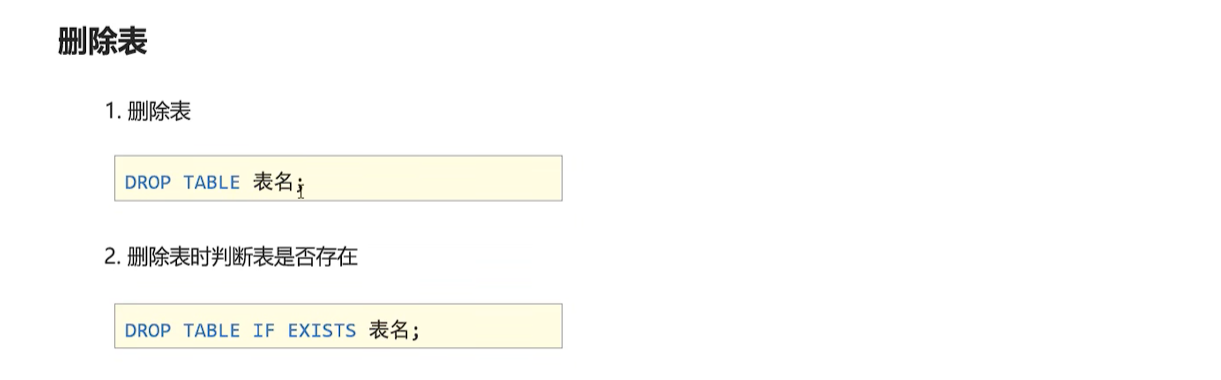 删除表
1. 删除表
DROP TABLE 表名;
2. 删除表时判断表是否存在
DROP TABLE IF EXISTS 表名;